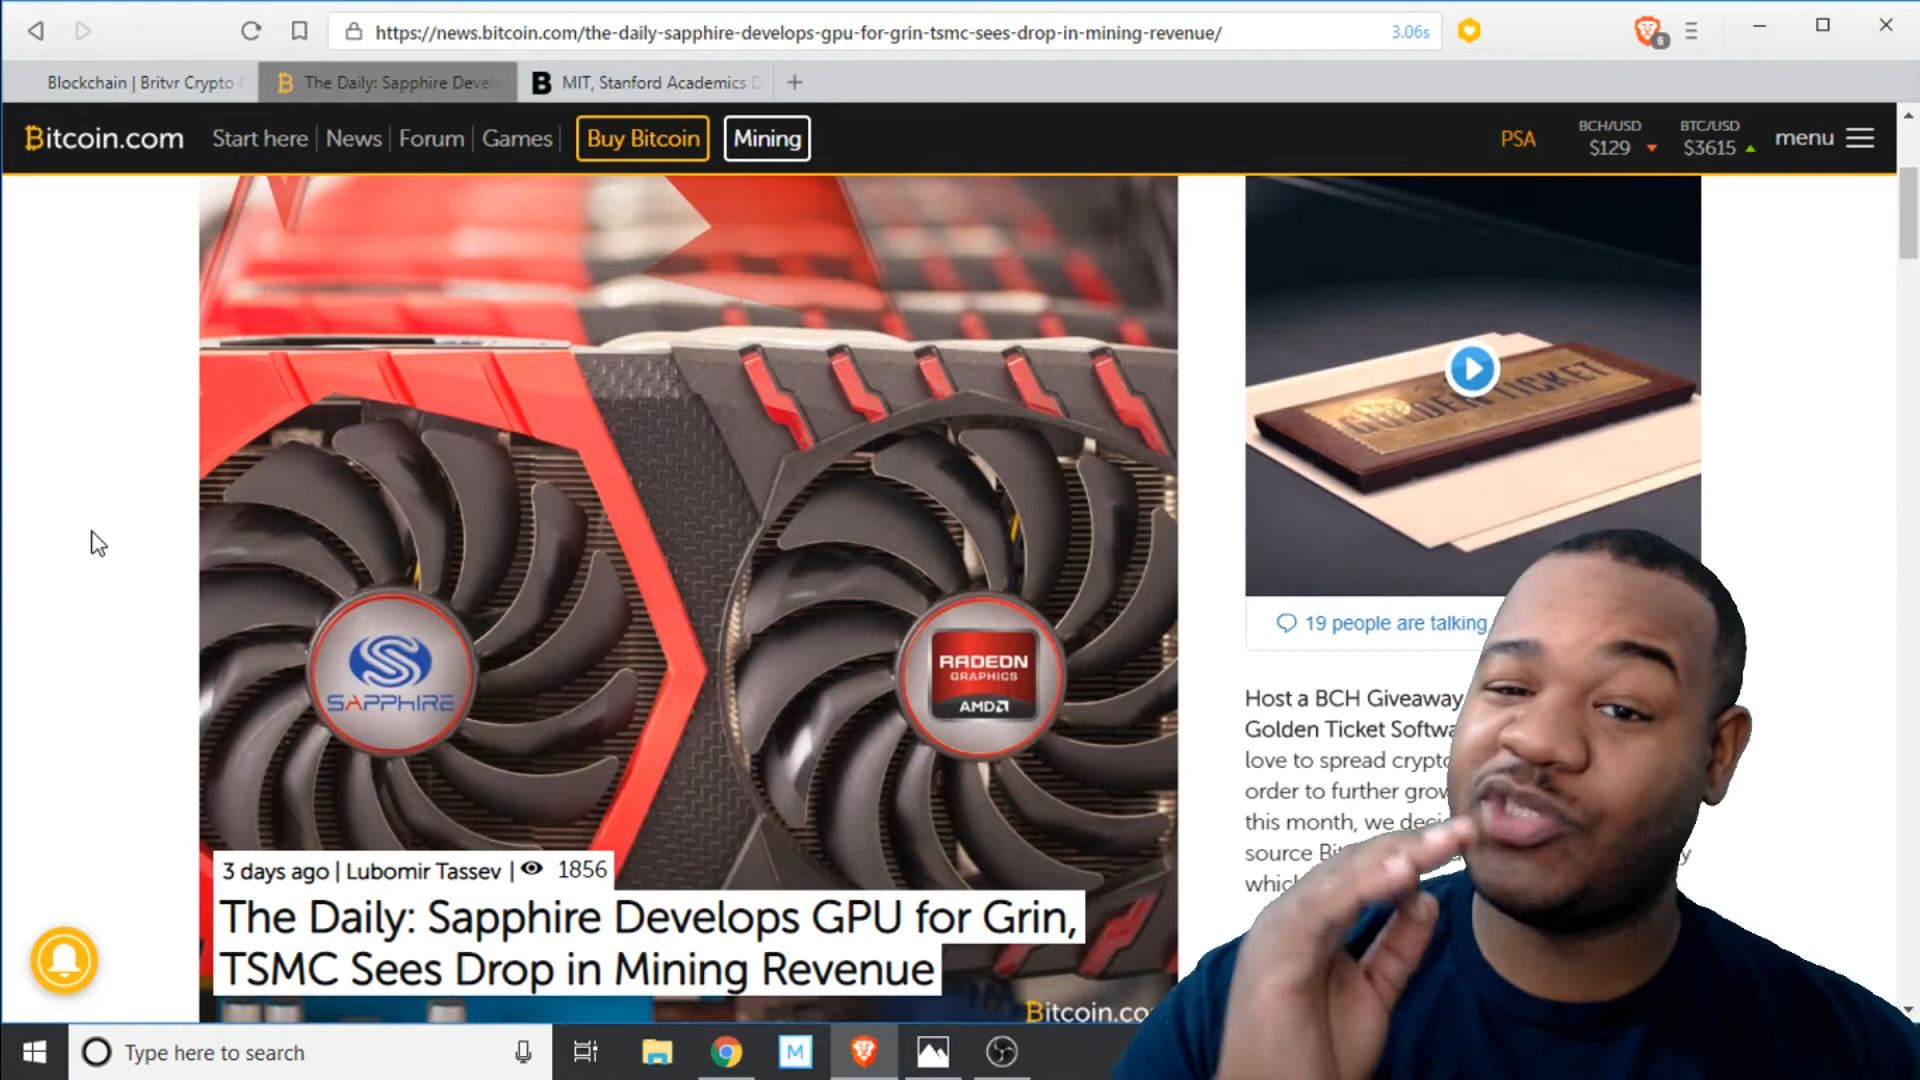 https://news.bitcoin.com/the-daily-sapphire-develops-gpu-for-grin-tsmc-sees-drop-in-mining-revenue/
3.06s
6
Blockchain | Britvr Crypto
The Daily: Sapphire Devel
MIT, Stanford Academics
Bitcoin.com
Start here
News
Forum
Games
Buy Bitcoin
Mining
PSA
BCH/USD
$129
BTC/USD
$3615
menu
GOLDEN TICKET
19 people are talking
SAPPHIRE
RADEON
GRAPHICS
AMD
Host a BCH Giveaway
Golden Ticket Softwa
love to spread crypto
order to further grow
this month, we deci
source Bit
y
which
3 days ago | Lubomir Tassev | 1856
The Daily: Sapphire Develops GPU for Grin,
TSMC Sees Drop in Mining Revenue
Bitcoin.co
Type here to search
M